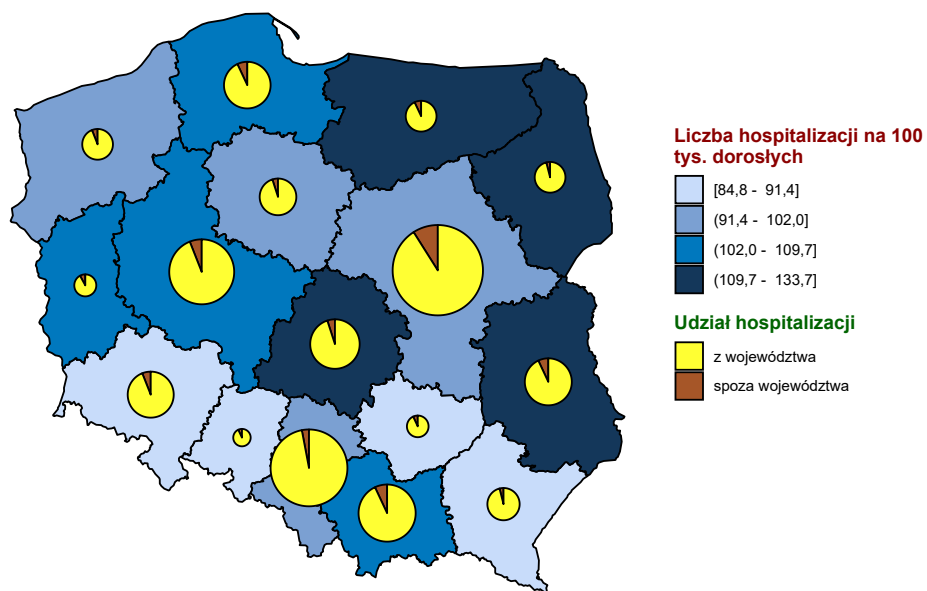 Liczba hospitalizacji na 100
tys. dorosłych
[84,8 - 91,4]
(91,4 - 102,0]
(102,0 - 109,7]
(109,7 - 133,7]
Udział hospitalizacji
z województwa
spoza województwa